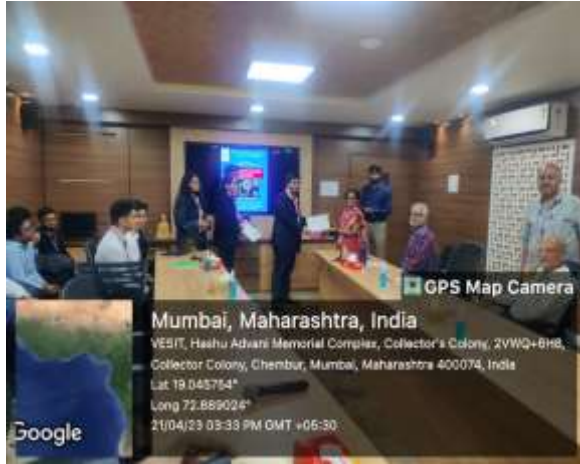 GPS Map Camera
Mumbai, Maharashtra, India
VESIT, Hashu Advani Memorial Complex, Collector's Colony, 2VWQ+6H8,
Collector Colony, Chembur, Mumbai, Maharashtra 400074, India
Lat 19.045754°
Long 72.889024°
21/04/23 03:33 PM GMT +05:30
Google